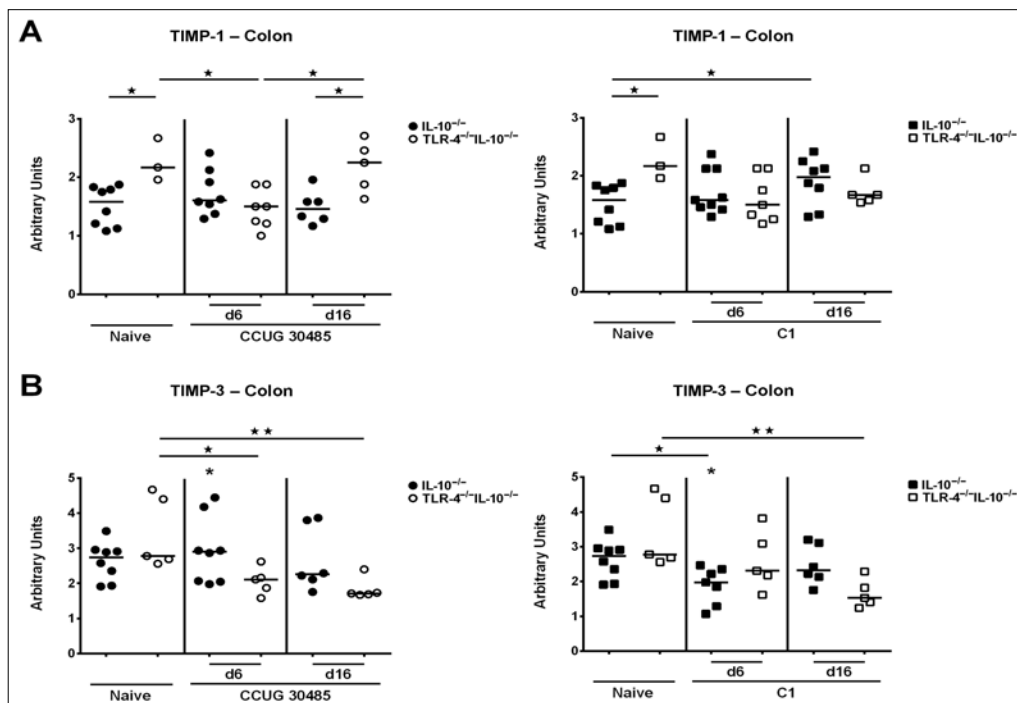 A
TIMP-1 – Colon
★
★
★
★
Arbitrary Units
3
2
1
0
● IL-10−/−
○ TLR-4−/−IL-10−/−
d6
d16
Naive
CCUG 30485
TIMP-1 – Colon
★
★
Arbitrary Units
3
2
1
0
■ IL-10−/−
□ TLR-4−/−IL-10−/−
d6
d16
Naive
C1
B
TIMP-3 – Colon
★★
★
*
Arbitrary Units
5
4
3
2
1
0
● IL-10−/−
○ TLR-4−/−IL-10−/−
d6
d16
Naive
CCUG 30485
TIMP-3 – Colon
★★
★
*
Arbitrary Units
5
4
3
2
1
0
■ IL-10−/−
□ TLR-4−/−IL-10−/−
d6
d16
Naive
C1